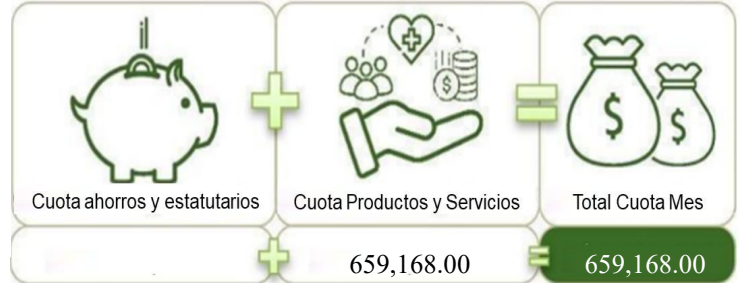 Cuota ahorros y estatutarios
Cuota Productos y Servicios
Total Cuota Mes
659,168.00
659,168.00